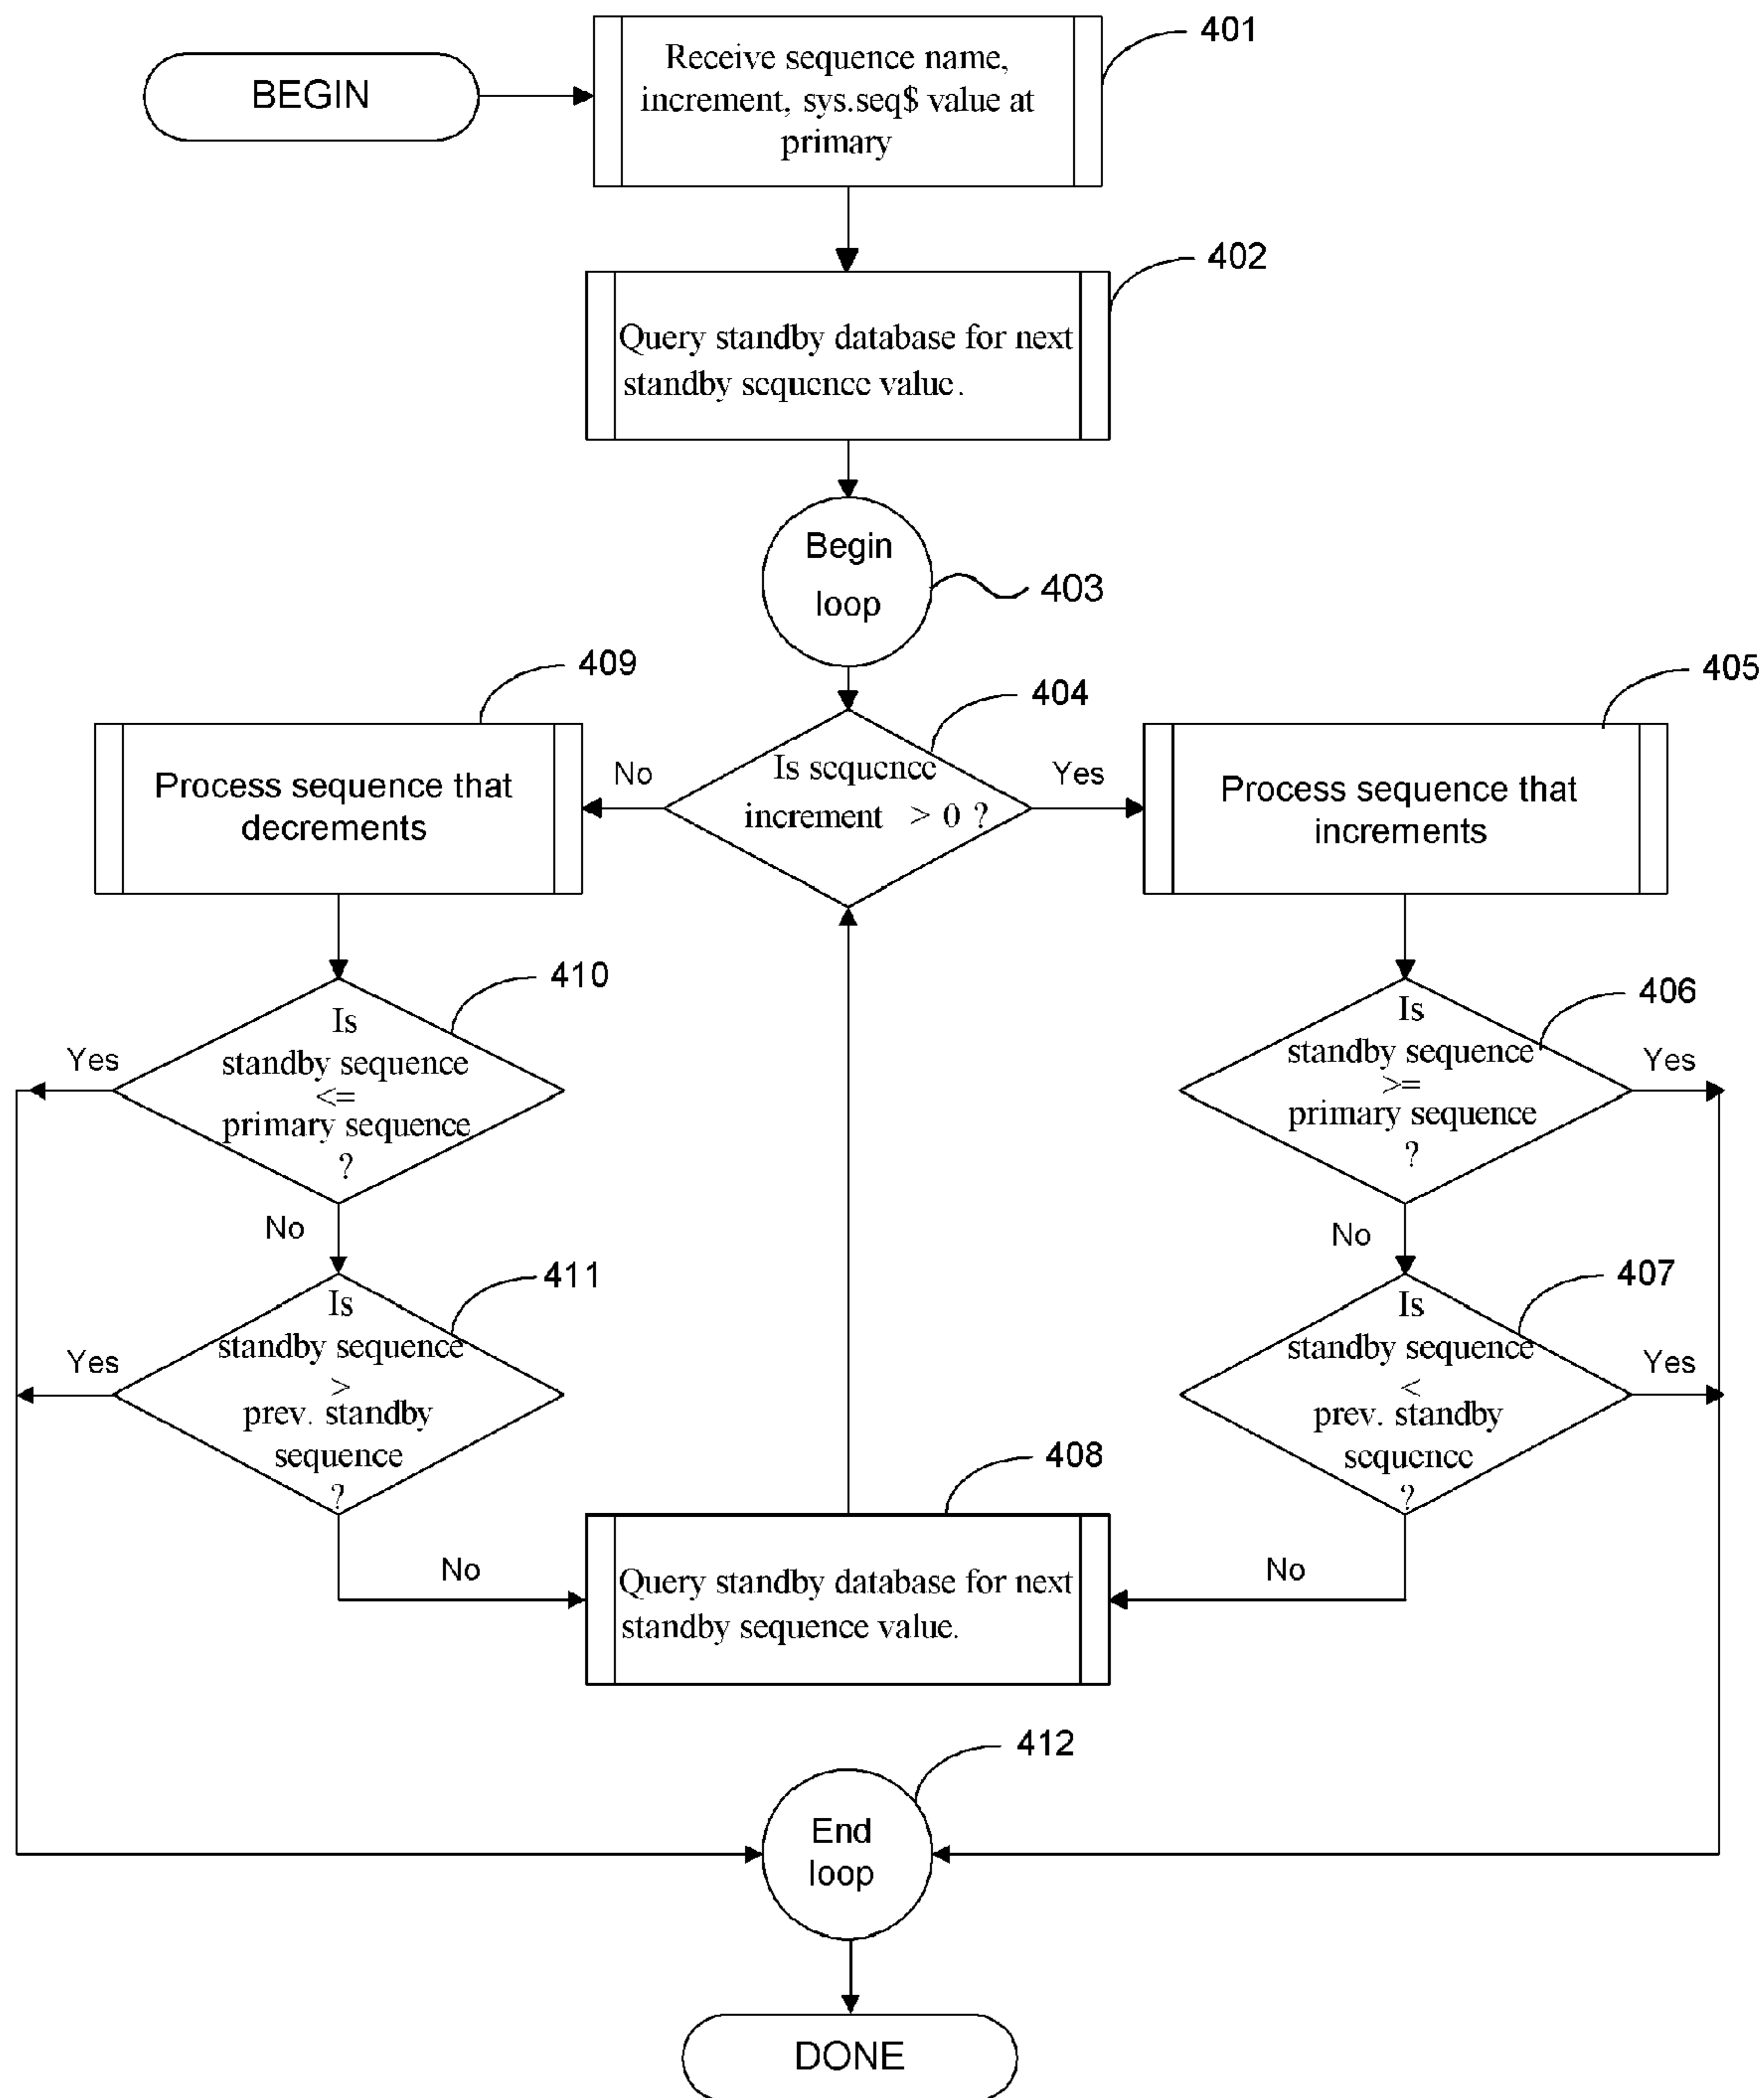 401
BEGIN
Receive sequence name,
increment, sys.seq$ value at
primary
402
Query standby database for next
standby sequence value.
Begin
loop
403
409
404
405
Process sequence that
decrements
No
Is sequence
increment > 0 ?
Yes
Process sequence that
increments
410
Is
standby sequence
<=
primary sequence
?
Yes
No
406
Is
standby sequence
>=
primary sequence
?
Yes
No
411
Is
standby sequence
>
prev. standby
sequence
?
Yes
No
407
Is
standby sequence
<
prev. standby
sequence
?
Yes
No
408
Query standby database for next
standby sequence value.
412
End
loop
DONE